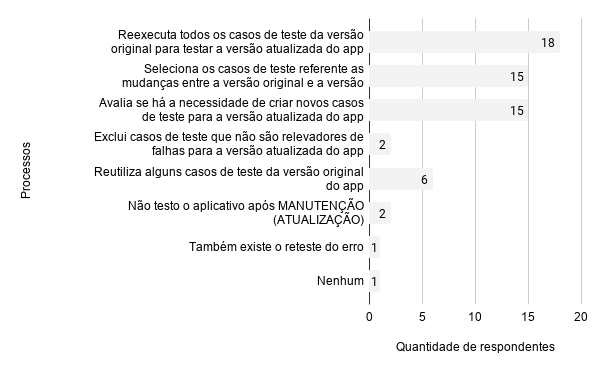 Processos
Reexecuta todos os casos de teste da versão
original para testar a versão atualizada do app
18
Seleciona os casos de teste referente as
mudanças entre a versão original e a versão
15
Avalia se há a necessidade de criar novos casos
de teste para a versão atualizada do app
15
Exclui casos de teste que não são relevadores de
falhas para a versão atualizada do app
2
Reutiliza alguns casos de teste da versão original
do app
6
Não testo o aplicativo após MANUTENÇÃO
(ATUALIZAÇÃO)
2
Também existe o reteste do erro
1
Nenhum
1
0 5 10 15 20
Quantidade de respondentes